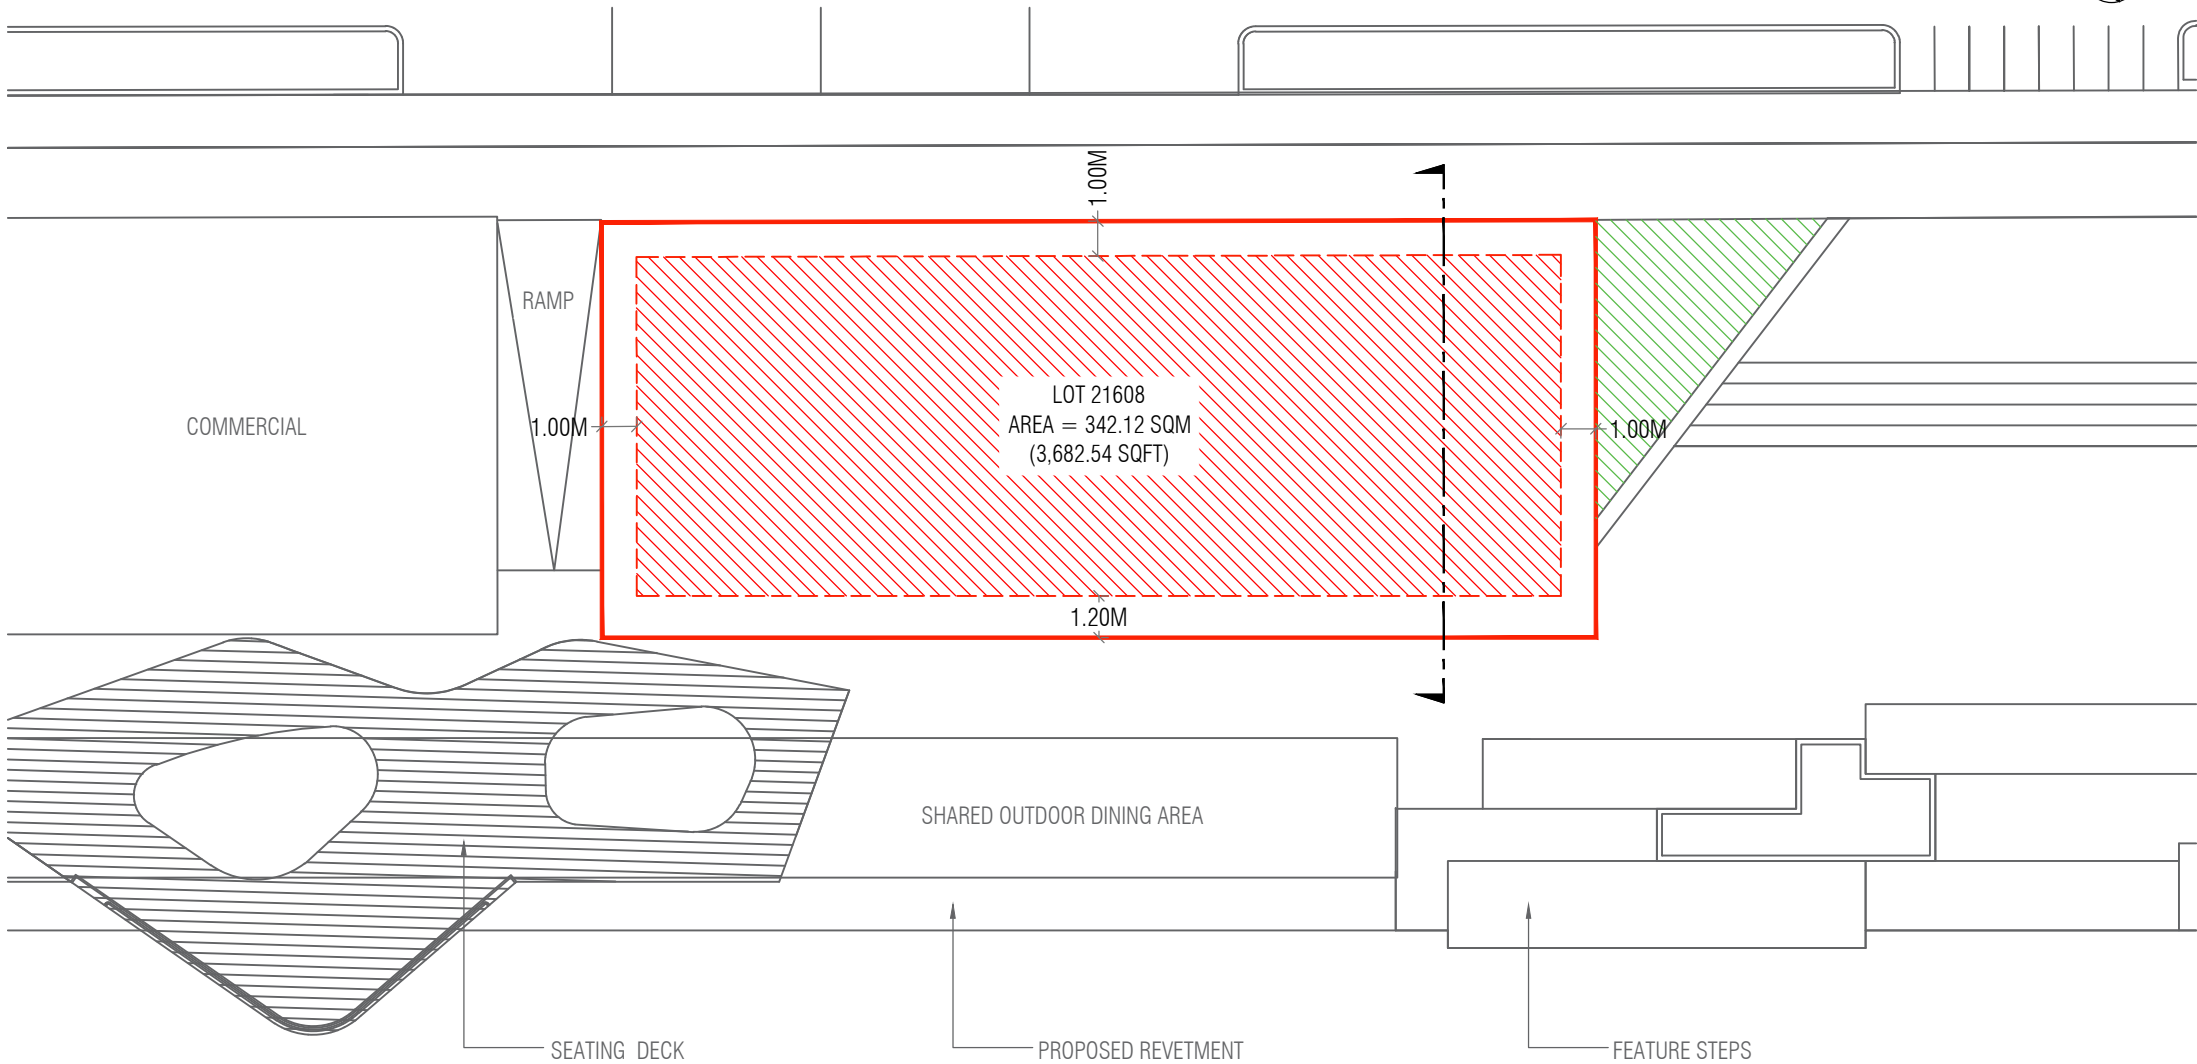 1.00M
RAMP
LOT 21608
AREA = 342.12 SQM
(3,682.54 SQFT)
COMMERCIAL
1.00M
1.00M
1.20M
SHARED OUTDOOR DINING AREA
SEATING DECK
PROPOSED REVETMENT
FEATURE STEPS